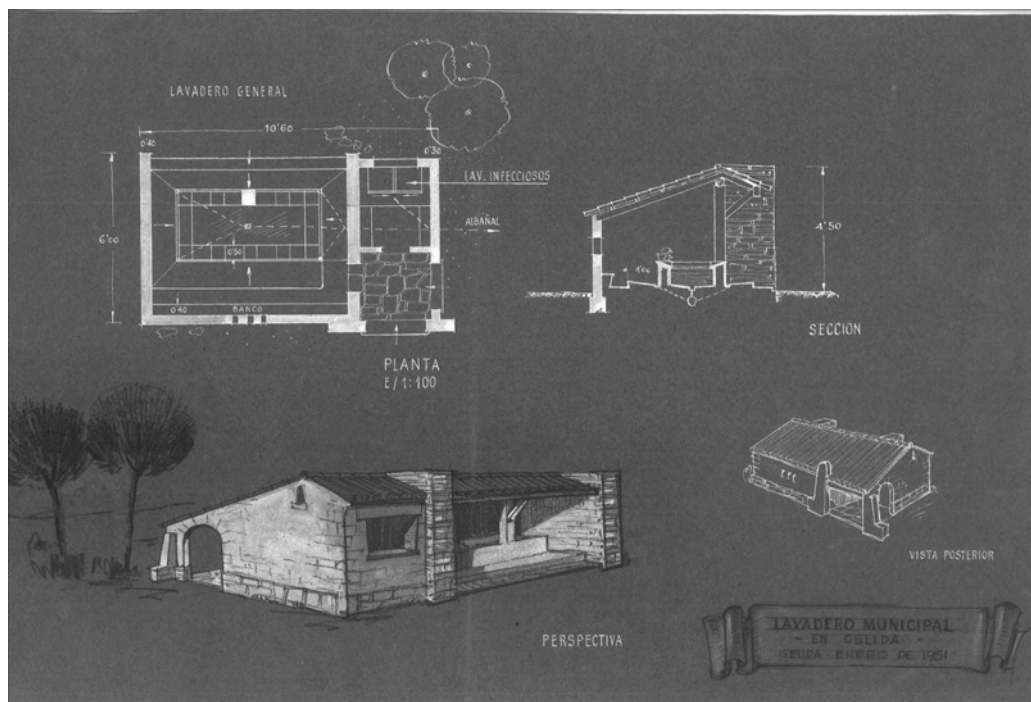 LAVADERO GENERAL
10'60
0'40
0'30
LAV. INFECCIOSOS
ALBAÑAL
6'00
0'50
0'40
BANCO
PLANTA
E/1:100
4'50
1'00
SECCION
VISTA POSTERIOR
PERSPECTIVA
LAVADERO MUNICIPAL
- EN GELIDA -
GELIDA - ENERO DE 1951